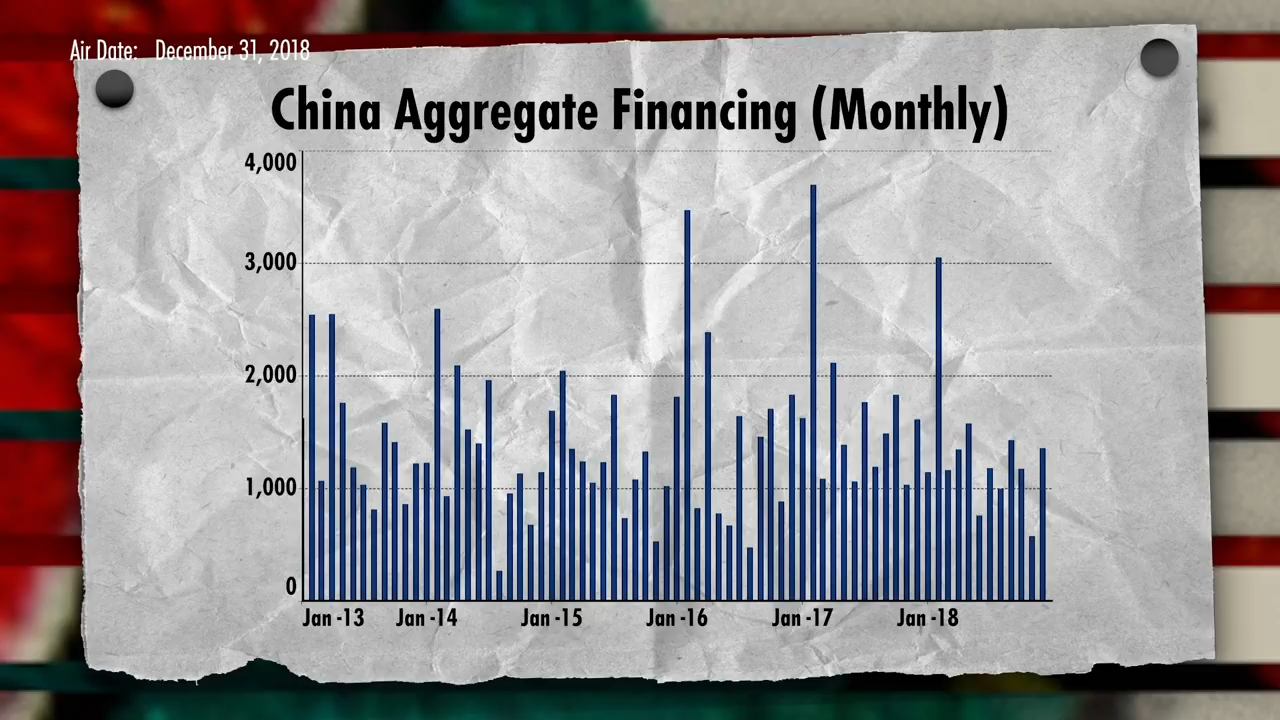 Air Date: December 31, 2018
China Aggregate Financing (Monthly)
4,000
3,000
2,000
1,000
0
Jan -13 Jan -14 Jan -15 Jan -16 Jan -17 Jan -18